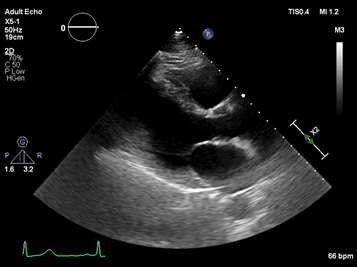 Adult Echo
X5-1
50Hz
19cm
0
2D
70%
C 50
P Low
HGen
G
P R
1.6 3.2
TIS0.4 MI 1.2
M3
P
x2
66 bpm